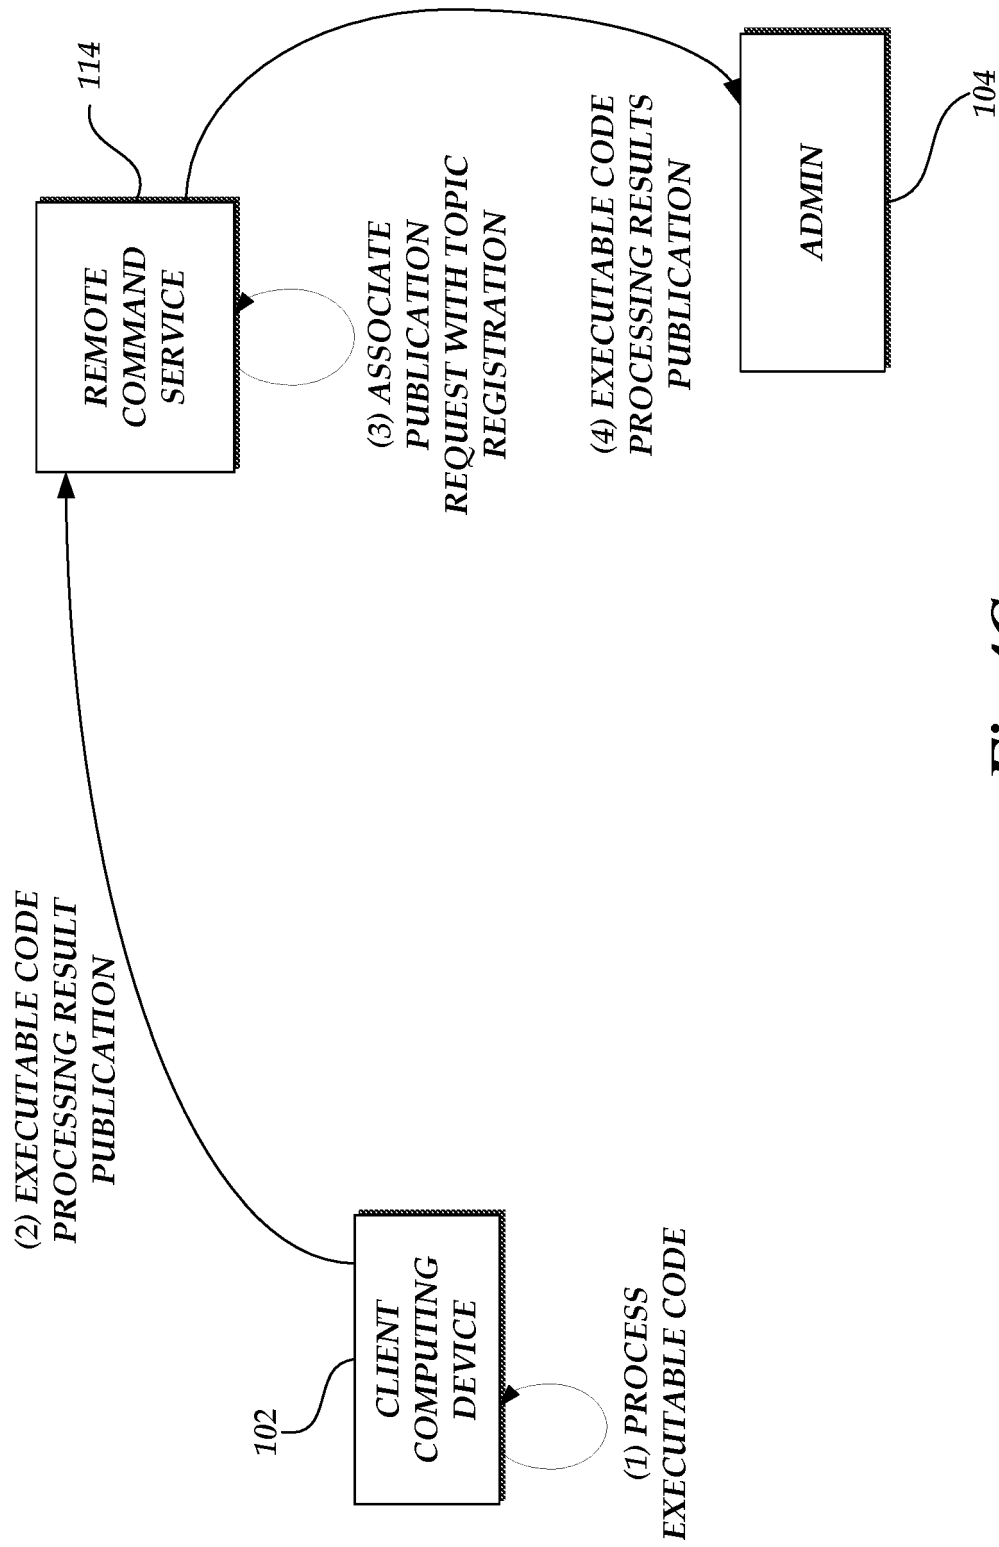 (2) EXECUTABLE CODE
PROCESSING RESULT
PUBLICATION
REMOTE
COMMAND
SERVICE
114
102
CLIENT
COMPUTING
DEVICE
(3) ASSOCIATE
PUBLICATION
REQUEST WITH TOPIC
REGISTRATION
(1) PROCESS
EXECUTABLE CODE
(4) EXECUTABLE CODE
PROCESSING RESULTS
PUBLICATION
ADMIN
104